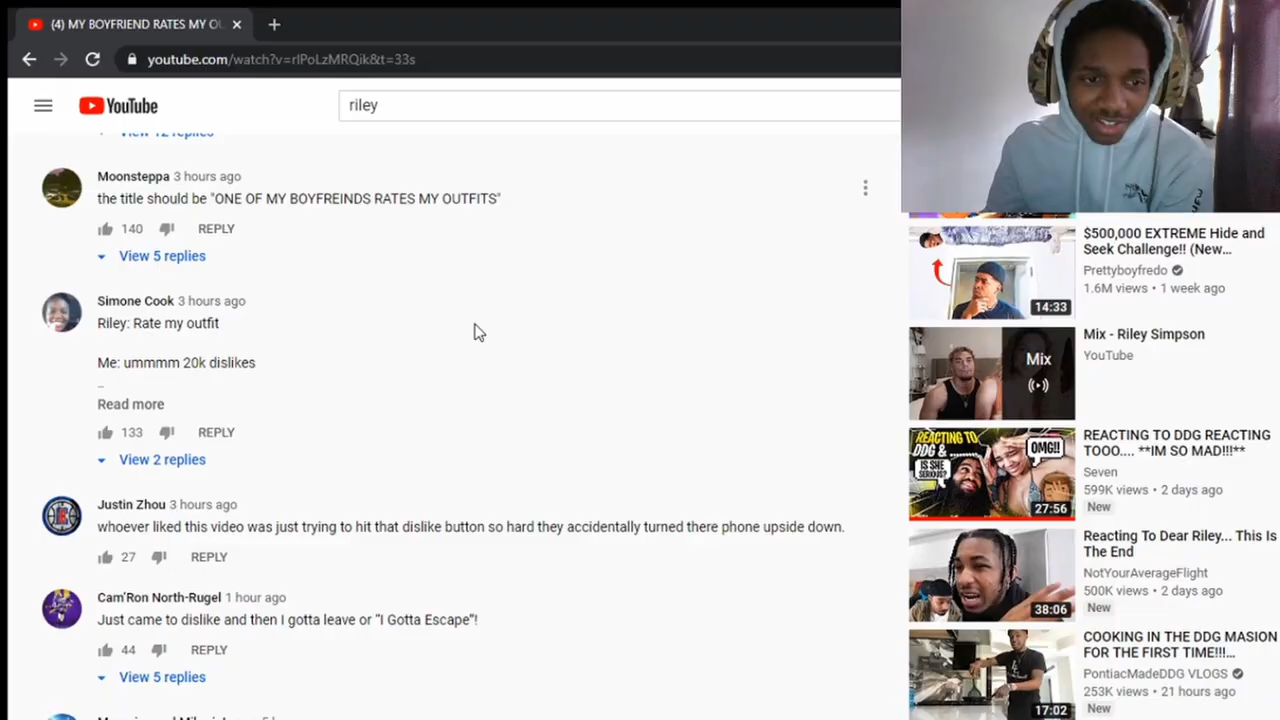 (4) MY BOYFRIEND RATES MY OU
youtube.com/watch?v=rlPoLzMRQik&t=33s
YouTube
riley
View 12 replies
Moonsteppa 3 hours ago
the title should be "ONE OF MY BOYFREINDS RATES MY OUTFITS"
140 REPLY
View 5 replies
Simone Cook 3 hours ago
Riley: Rate my outfit
Me: ummmm 20k dislikes
..
Read more
133 REPLY
View 2 replies
Justin Zhou 3 hours ago
whoever liked this video was just trying to hit that dislike button so hard they accidentally turned there phone upside down.
27 REPLY
Cam'Ron North-Rugel 1 hour ago
Just came to dislike and then I gotta leave or "I Gotta Escape"!
44 REPLY
View 5 replies
$500,000 EXTREME Hide and
Seek Challenge!! (New...
Prettyboyfredo
1.6M views • 1 week ago
14:33
Mix - Riley Simpson
YouTube
Mix
REACTING TO DDG REACTING
TOOO.... **IM SO MAD!!!**
Seven
599K views • 2 days ago
New
REACTING TO
DDG &
IS SHE
SERIOUS?
OMG!!
27:56
Reacting To Dear Riley... This Is
The End
NotYourAverageFlight
500K views • 2 days ago
New
38:06
COOKING IN THE DDG MASION
FOR THE FIRST TIME!!!...
PontiacMadeDDG VLOGS
253K views • 21 hours ago
New
17:02